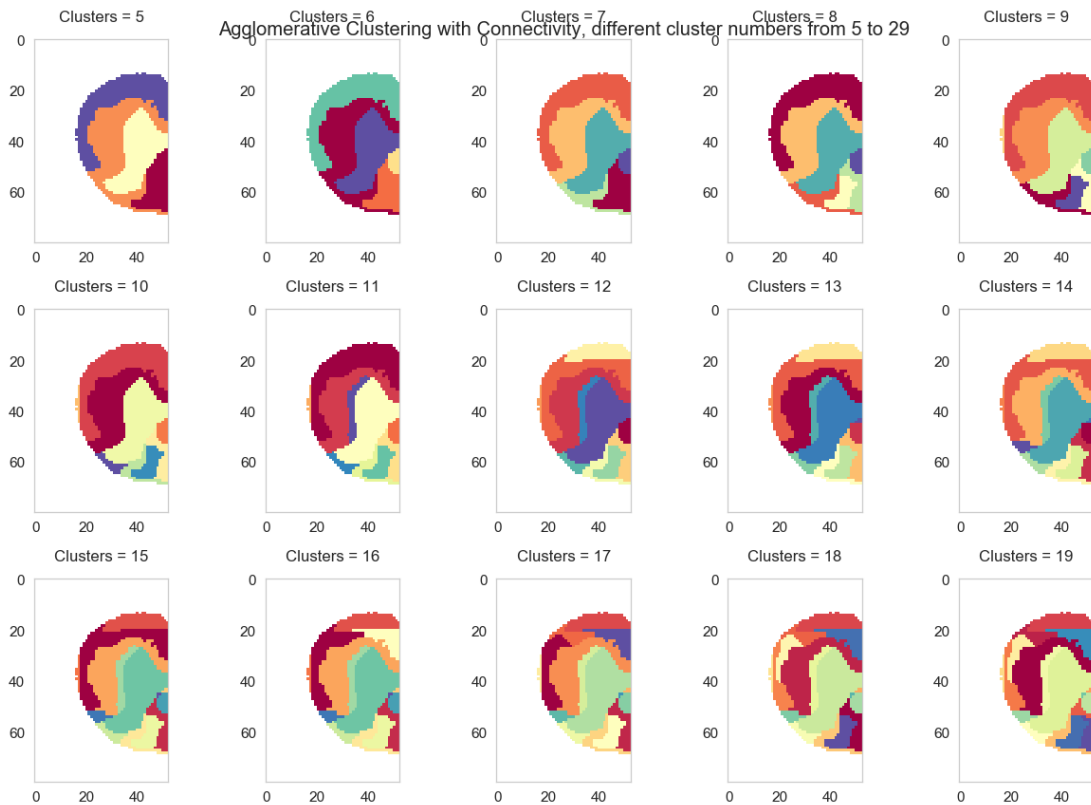 Clusters = 5 Clusters = 6 Clusters = 7 Clusters = 8 Clusters = 9
Agglomerative Clustering with Connectivity, different cluster numbers from 5 to 29
0 0 0 0 0
20 20 20 20 20
40 40 40 40 40
60 60 60 60 60
0 20 40 0 20 40 0 20 40 0 20 40 0 20 40
Clusters = 10 Clusters = 11 Clusters = 12 Clusters = 13 Clusters = 14
0 0 0 0 0
20 20 20 20 20
40 40 40 40 40
60 60 60 60 60
0 20 40 0 20 40 0 20 40 0 20 40 0 20 40
Clusters = 15 Clusters = 16 Clusters = 17 Clusters = 18 Clusters = 19
0 0 0 0 0
20 20 20 20 20
40 40 40 40 40
60 60 60 60 60
0 20 40 0 20 40 0 20 40 0 20 40 0 20 40